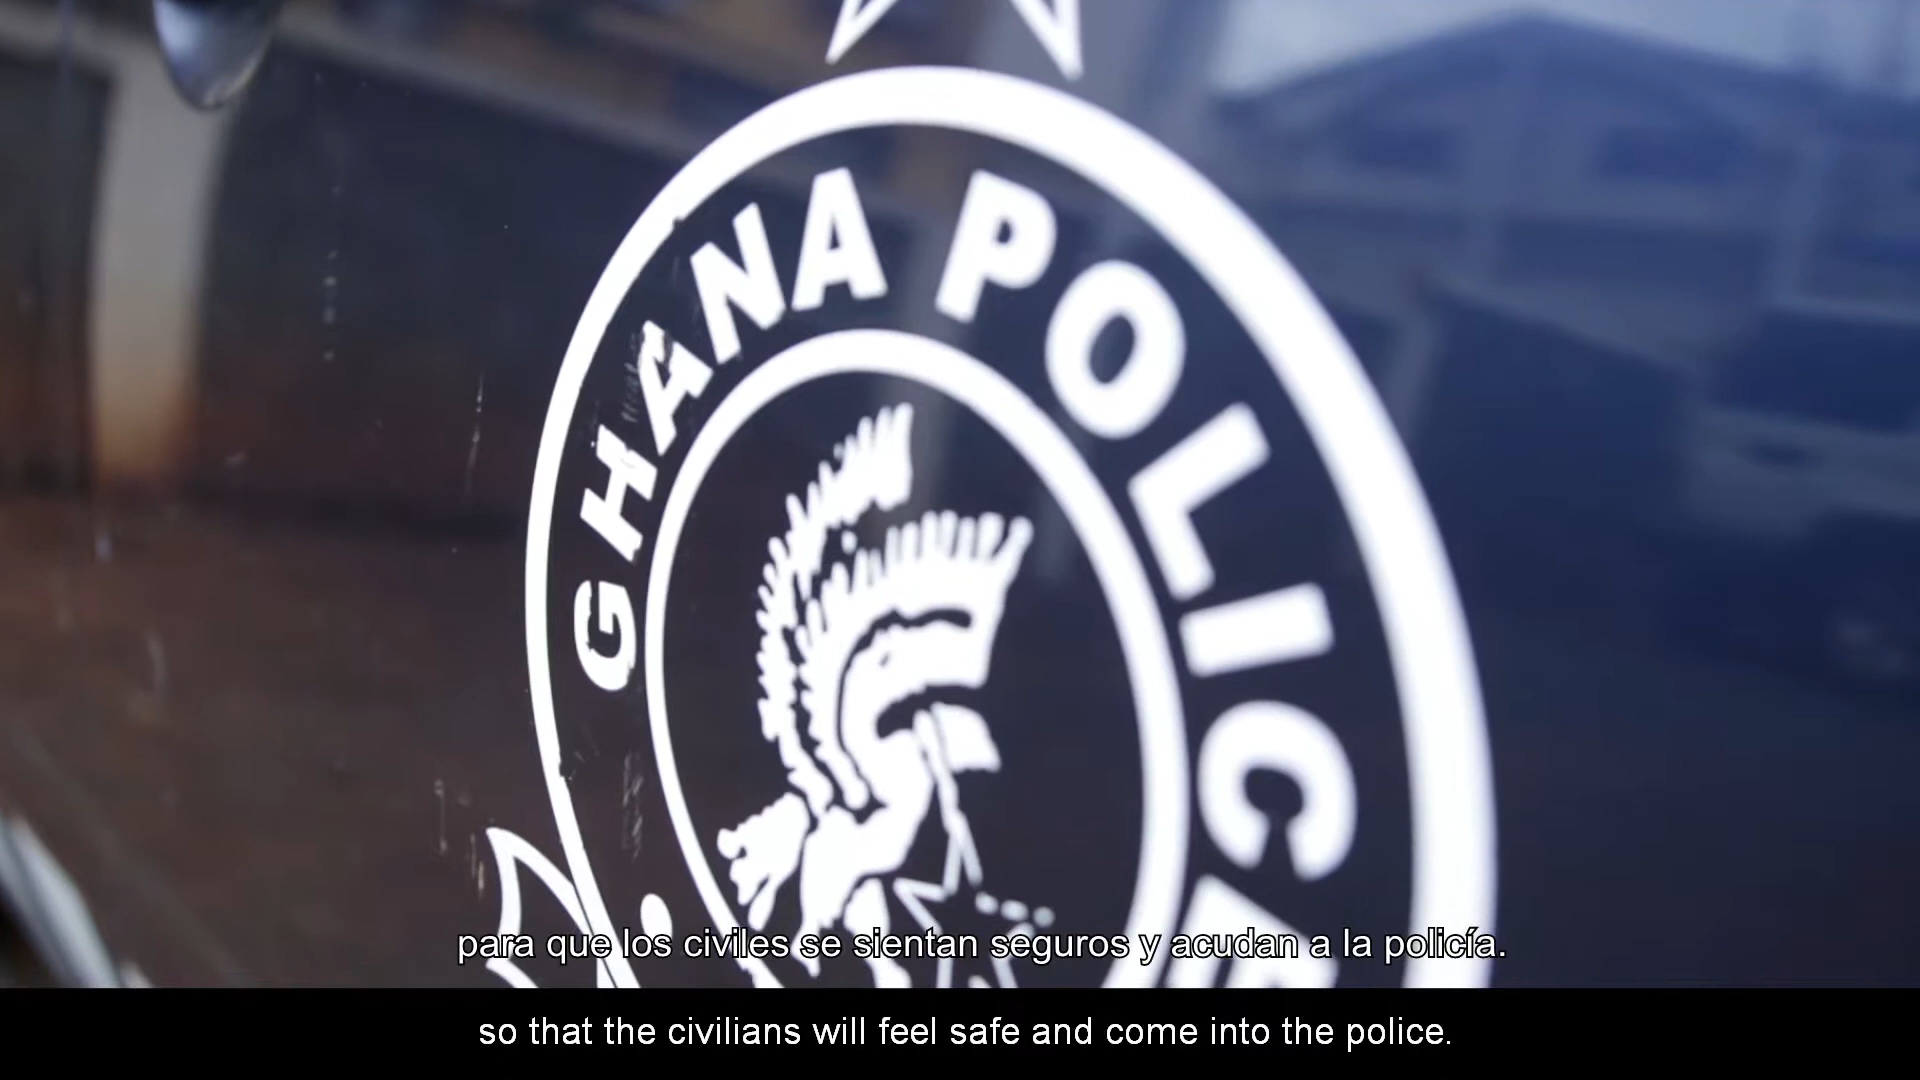 GHANA POLICE
para que los civiles se sientan seguros y acudan a la policía.
so that the civilians will feel safe and come into the police.